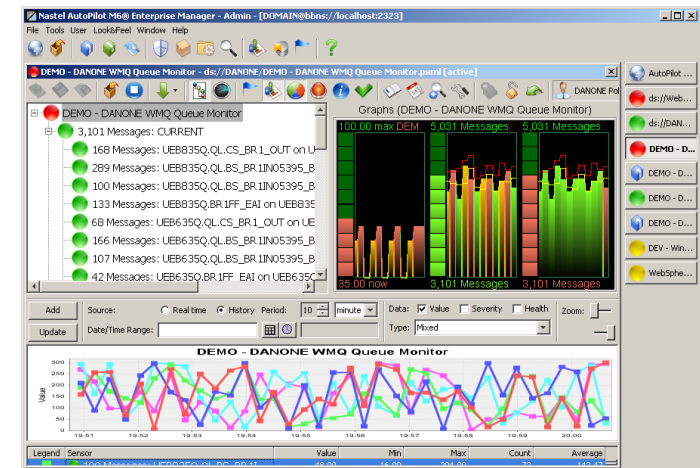 Nastel AutoPilot M6® Enterprise Manager - Admin - [DOMAIN@bbns://localhost:2323]
File Tools User Look&Feel Window Help
DEMO - DANONE WMQ Queue Monitor - ds://DANONE/DEMO - DANONE WMQ Queue Monitor.pxml [active]
DANONE Pol
DEMO - DANONE WMQ Queue Monitor
3,101 Messages: CURRENT
168 Messages: UEB835Q.QL.CS_BR1_OUT on U
289 Messages: UEB835Q.QL.BS_BR1IN05395_B
100 Messages: UEB835Q.QL.BS_BR1IN05395_B
133 Messages: UEB835Q.BR1FF_EAI on UEB835
68 Messages: UEB635Q.QL.CS_BR1_OUT on UE
166 Messages: UEB635Q.QL.BS_BR1IN05395_B
107 Messages: UEB635Q.QL.BS_BR1IN05395_B
42 Messages: UEB635Q.BR1FF_EAI on UEB635Q
Graphs (DEMO - DANONE WMQ Queue Monitor)
100.00 max DEM
5,031 Messages
5,031 Messages
35.00 now
3,101 Messages
3,101 Messages
AutoPilot ...
ds://Web...
ds://DAN...
DEMO - D...
DEMO - D...
DEMO - D...
DEMO - D...
DEV - Win...
WebSphe...
Add
Source:
Real time
History
Period:
10
minute
Data:
Value
Severity
Health
Zoom:
Update
Date/Time Range:
Type:
Mixed
DEMO - DANONE WMQ Queue Monitor
Value
300
250
200
150
100
50
0
19:51 19:52 19:53 19:54 19:55 19:56 19:57 19:58 19:59 20:00
Legend Sensor Value Min Max Count Average